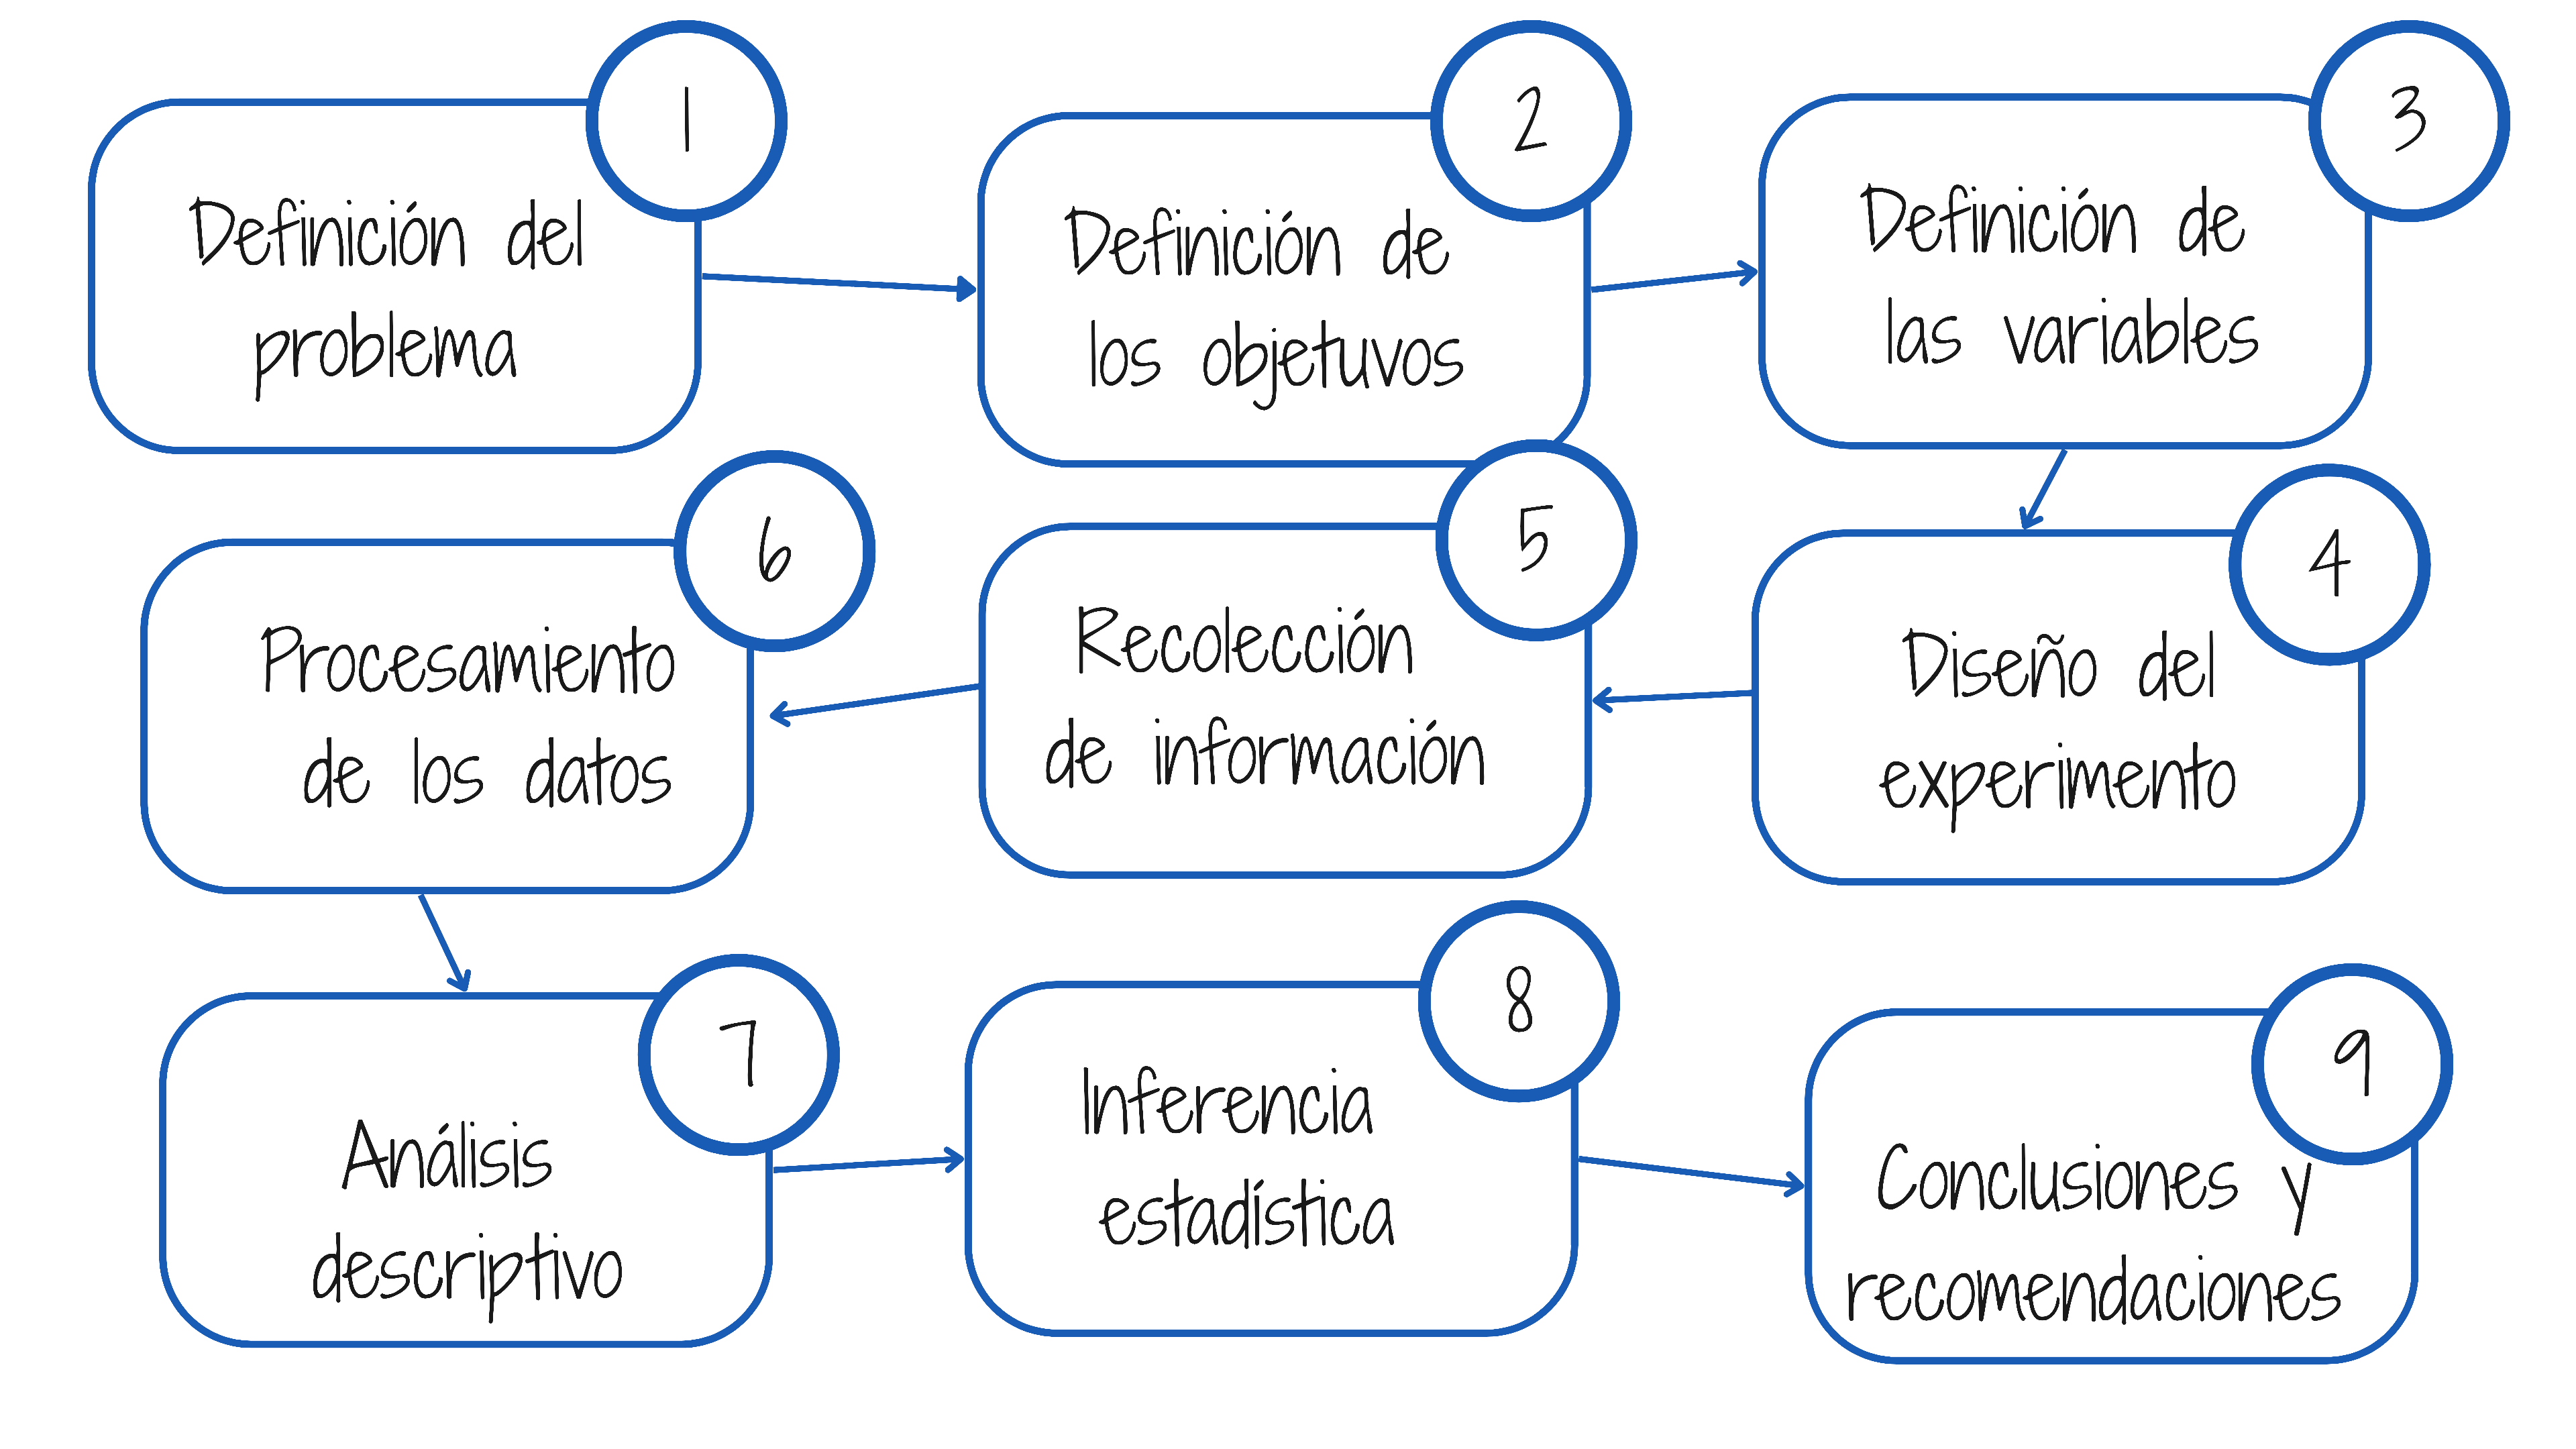 1
Definición del
problema
2
Definición de
los objetuvos
3
Definición de
las variables
4
Diseño del
experimento
5
Recolección
de información
6
Procesamiento
de los datos
7
Análisis
descriptivo
8
Inferencia
estadística
9
Conclusiones y
recomendaciones